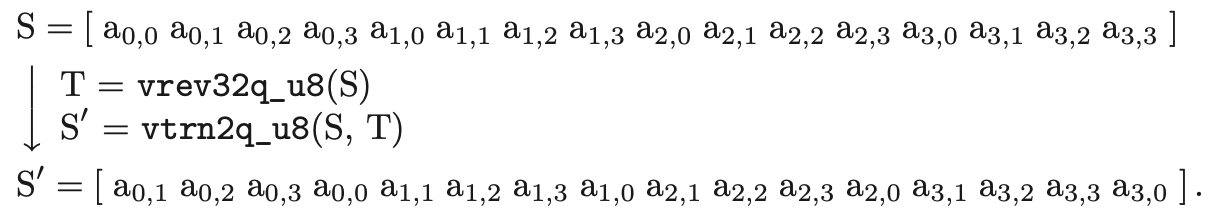 S = [ a0,0 a0,1 a0,2 a0,3 a1,0 a1,1 a1,2 a1,3 a2,0 a2,1 a2,2 a2,3 a3,0 a3,1 a3,2 a3,3 ]
T = vrev32q_u8(S)
S′ = vtrn2q_u8(S, T)
S′ = [ a0,1 a0,2 a0,3 a0,0 a1,1 a1,2 a1,3 a1,0 a2,1 a2,2 a2,3 a2,0 a3,1 a3,2 a3,3 a3,0 ] .